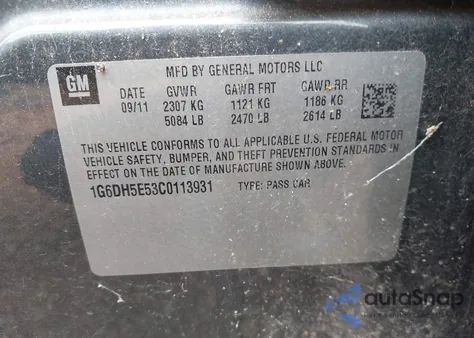 GM
MFD BY GENERAL MOTORS LLC
DATE GVWR GAWR FRT GAWR RR
09/11 2307 KG 1121 KG 1186 KG
5084 LB 2470 LB 2614 LB
THIS VEHICLE CONFORMS TO ALL APPLICABLE U.S. FEDERAL MOTOR
VEHICLE SAFETY, BUMPER, AND THEFT PREVENTION STANDARDS IN
EFFECT ON THE DATE OF MANUFACTURE SHOWN ABOVE.
1G6DH5E53C0113931 TYPE: PASS CAR
autoSnap